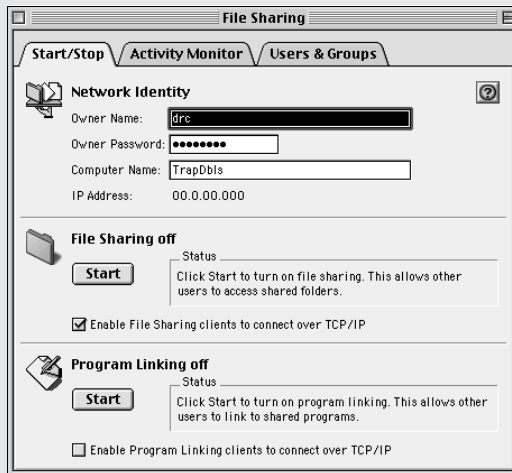 File Sharing
Start/Stop Activity Monitor Users & Groups
Network Identity
?
Owner Name: drc
Owner Password: ••••••••
Computer Name: TrapDbls
IP Address: 00.0.00.000
File Sharing off
Status
Start
Click Start to turn on file sharing. This allows other
users to access shared folders.
Enable File Sharing clients to connect over TCP/IP
Program Linking off
Status
Start
Click Start to turn on program linking. This allows other
users to link to shared programs.
Enable Program Linking clients to connect over TCP/IP